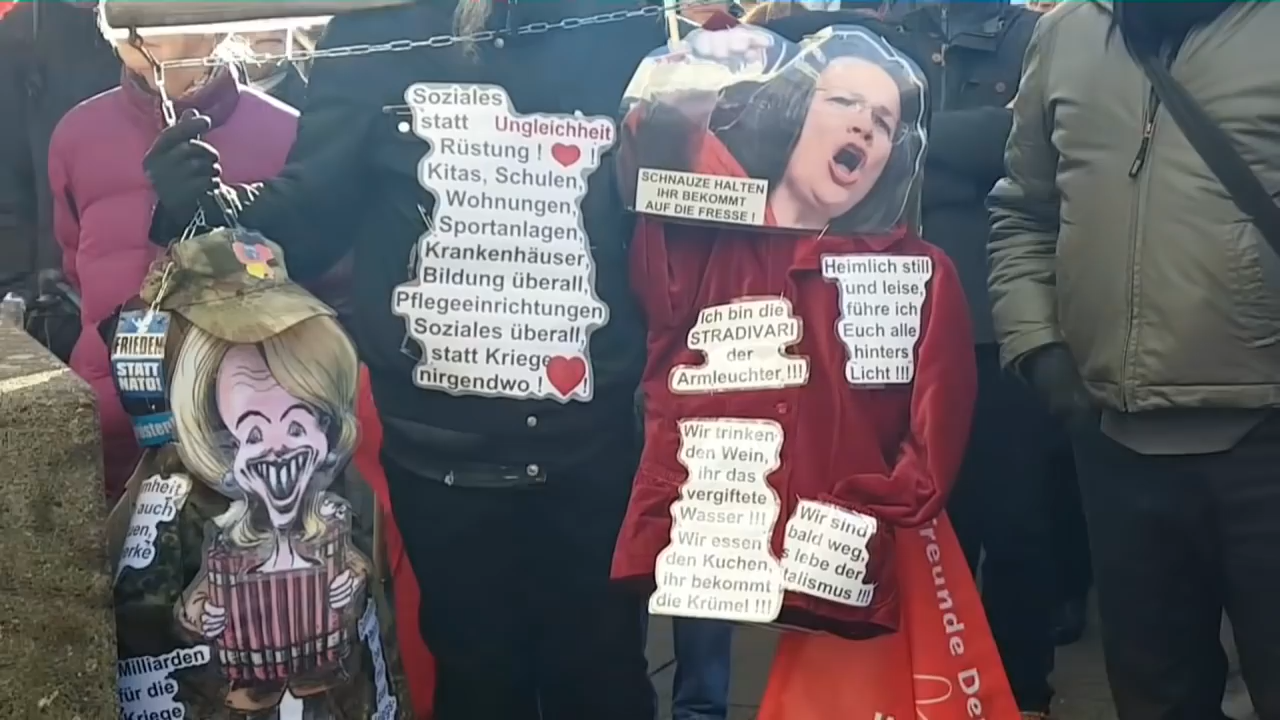 Soziales
statt Ungleichheit
Rüstung ! !
Kitas, Schulen,
Wohnungen,
Sportanlagen,
Krankenhäuser,
Bildung überall,
Pflegeeinrichtungen
Soziales überall,
statt Kriege
nirgendwo ! !
SCHNAUZE HALTEN
IHR BEKOMMT
AUF DIE FRESSE !
Heimlich still
und leise,
führe ich
Euch alle
hinters
Licht !!!
Ich bin die
STRADIVARI
der
Armleuchter !!!
Wir trinken
den Wein,
ihr das
vergiftete
Wasser !!!
Wir essen
den Kuchen,
ihr bekommt
die Krümel !!!
Wir sind
bald weg,
lebe der
!!!
FRIEDEN
STATT
NATO!
auch
Milliarden
für die
Kriege